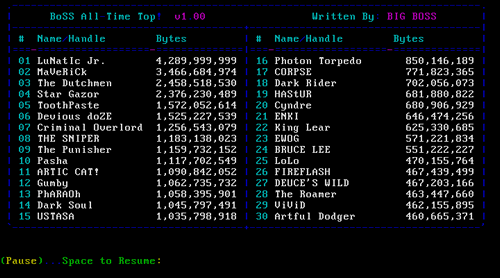 BoSS All Time Top! v1.00 Written By BIG BOSS
# Name/Handle Bytes # Name/Handle Bytes
01 LuNatIc Jr. 4,289,999,999 16 Photon Torpedo 850,146,189
02 MaVeRiCk 3,466,684,974 17 CORPSE 771,823,365
03 The Dutchmen 2,458,518,530 18 Dark Rider 702,056,073
04 Star Gazor 2,376,230,489 19 HAStUR 681,880,822
05 ToothPaste 1,572,052,614 20 Cyndre 680,906,929
06 Devious doZE 1,525,227,539 21 ENKI 646,474,256
07 Criminal Overlord 1,256,543,079 22 King Lear 625,330,685
08 THE SNIPER 1,183,138,023 23 EWOG 571,221,834
09 The Punisher 1,159,732,152 24 BRUCE LEE 551,222,227
10 Pasha 1,117,702,549 25 LoLo 470,155,764
11 ARTIC CAT! 1,090,842,052 26 FIREFLASH 467,439,499
12 Gumby 1,062,735,732 27 DEUCE'S WILD 467,203,166
13 PhARAOh 1,058,395,901 28 The Roamer 463,447,660
14 Dark Soul 1,045,797,491 29 ViViD 462,155,895
15 USTASA 1,035,798,918 30 Artful Dodger 460,665,371
(Pause)... Space to Resume: